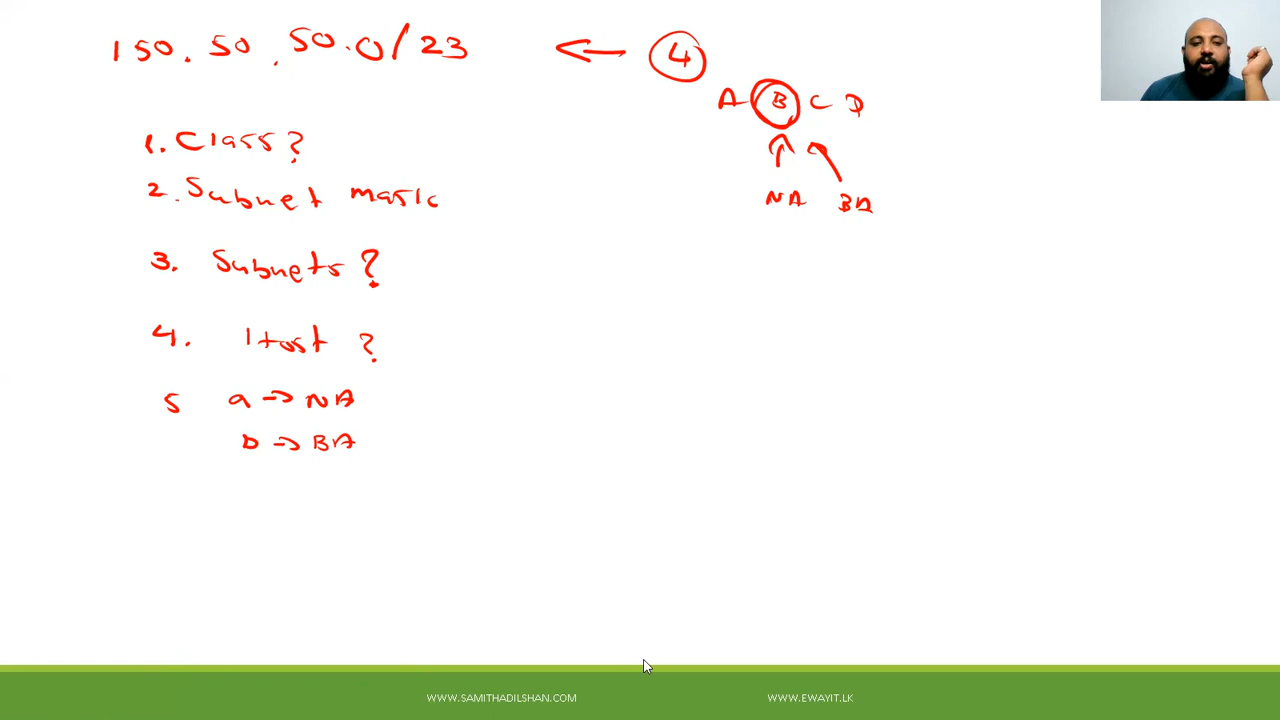 150.50.50.0/23 ← 4
A B C D
1. Class?
2. Subnet mask
NA BA
3. Subnets?
4. Host?
5 a → NA
b → BA
WWW.SAMITHADILSHAN.COM WWW.EWAYIT.LK